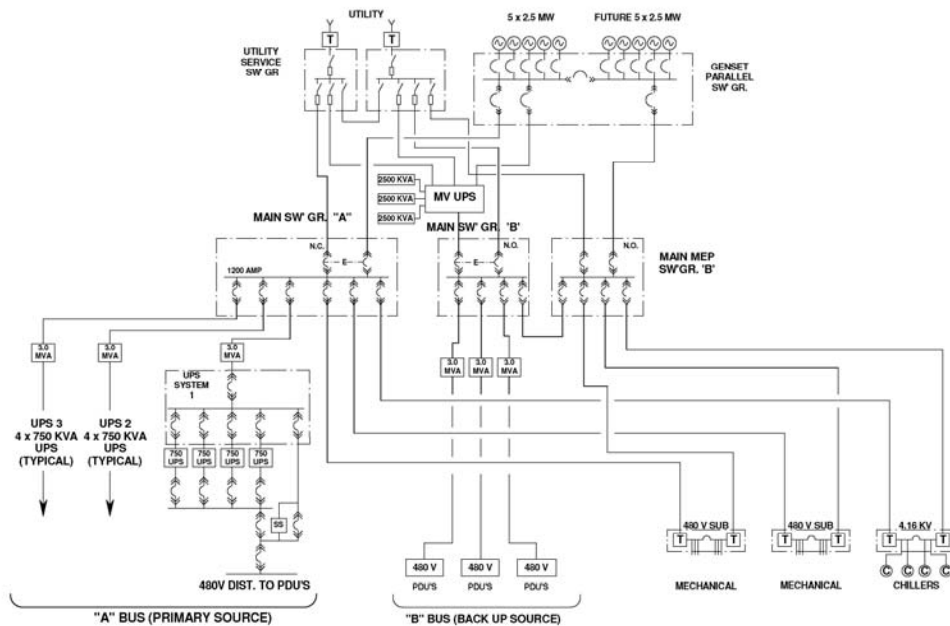 UTILITY
5 x 2.5 MW
FUTURE 5 x 2.5 MW
T
T
UTILITY
SERVICE
SW' GR
GENSET
PARALLEL
SW' GR.
2500 KVA
2500 KVA
2500 KVA
MV UPS
MAIN SW' GR. "A"
MAIN SW' GR. 'B'
MAIN MEP
SW'GR. 'B'
N.C.
E
N.O.
E
N.O.
1200 AMP
3.0
MVA
3.0
MVA
3.0
MVA
3.0
MVA
3.0
MVA
3.0
MVA
UPS
SYSTEM
1
UPS 3
4 x 750 KVA
UPS
(TYPICAL)
UPS 2
4 x 750 KVA
UPS
(TYPICAL)
750
UPS
750
UPS
750
UPS
750
UPS
SS
480V DIST. TO PDU'S
480 V
480 V
480 V
PDU'S
PDU'S
PDU'S
480 V SUB
T
T
MECHANICAL
480 V SUB
T
T
MECHANICAL
4.16 KV
T
T
C
C
C
C
CHILLERS
"A" BUS (PRIMARY SOURCE)
"B" BUS (BACK UP SOURCE)